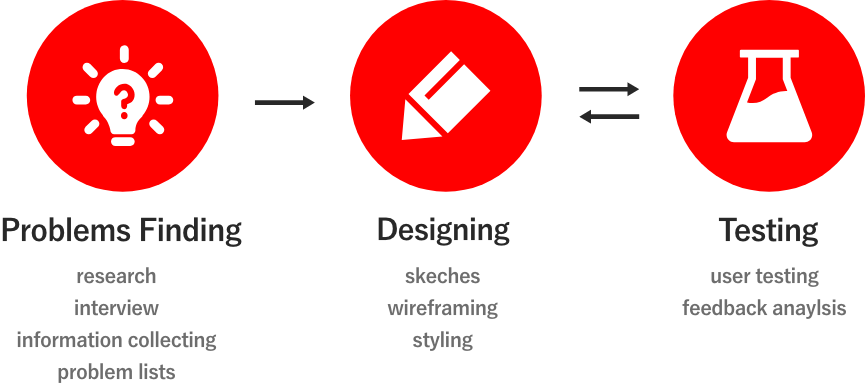 Problems Finding
research
interview
information collecting
problem lists
Designing
skeches
wireframing
styling
Testing
user testing
feedback anaylsis